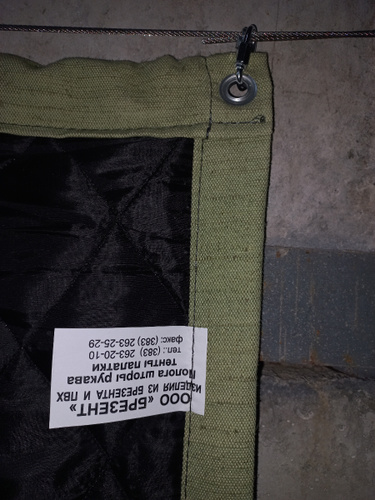 ООО «БРЕЗЕНТ»
ИЗДЕЛИЯ ИЗ БРЕЗЕНТА И ПВХ
Полога шторы рукава
тенты палатки
тел.: (383) 263-20-10
факс: (383) 263-25-29